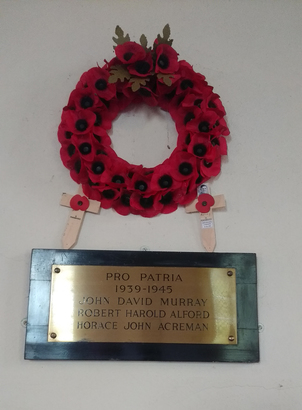 PRO PATRIA
1939-1945
JOHN DAVID MURRAY
ROBERT HAROLD ALFORD
HORACE JOHN ACREMAN